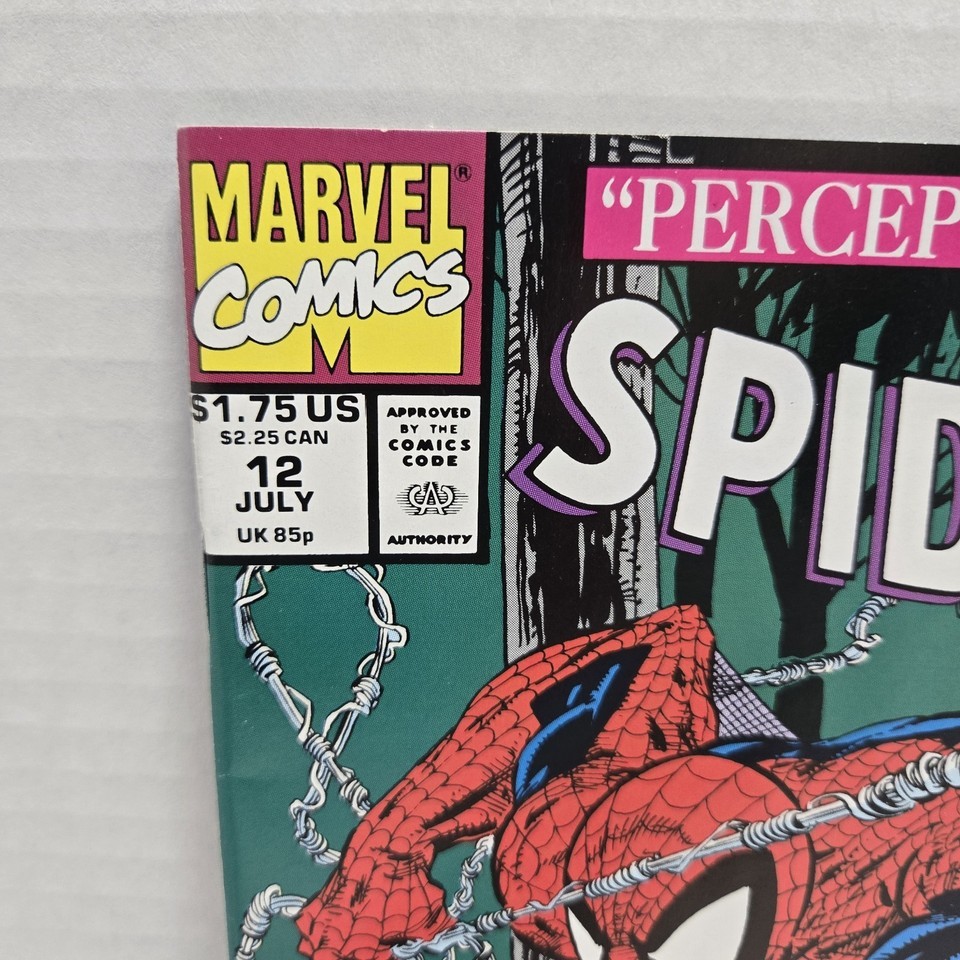 MARVEL®
COMICS
M
$1.75 US
$2.25 CAN
12
JULY
UK 85p
APPROVED
BY THE
COMICS
CODE
CA
AUTHORITY
“PERCEP
SPID